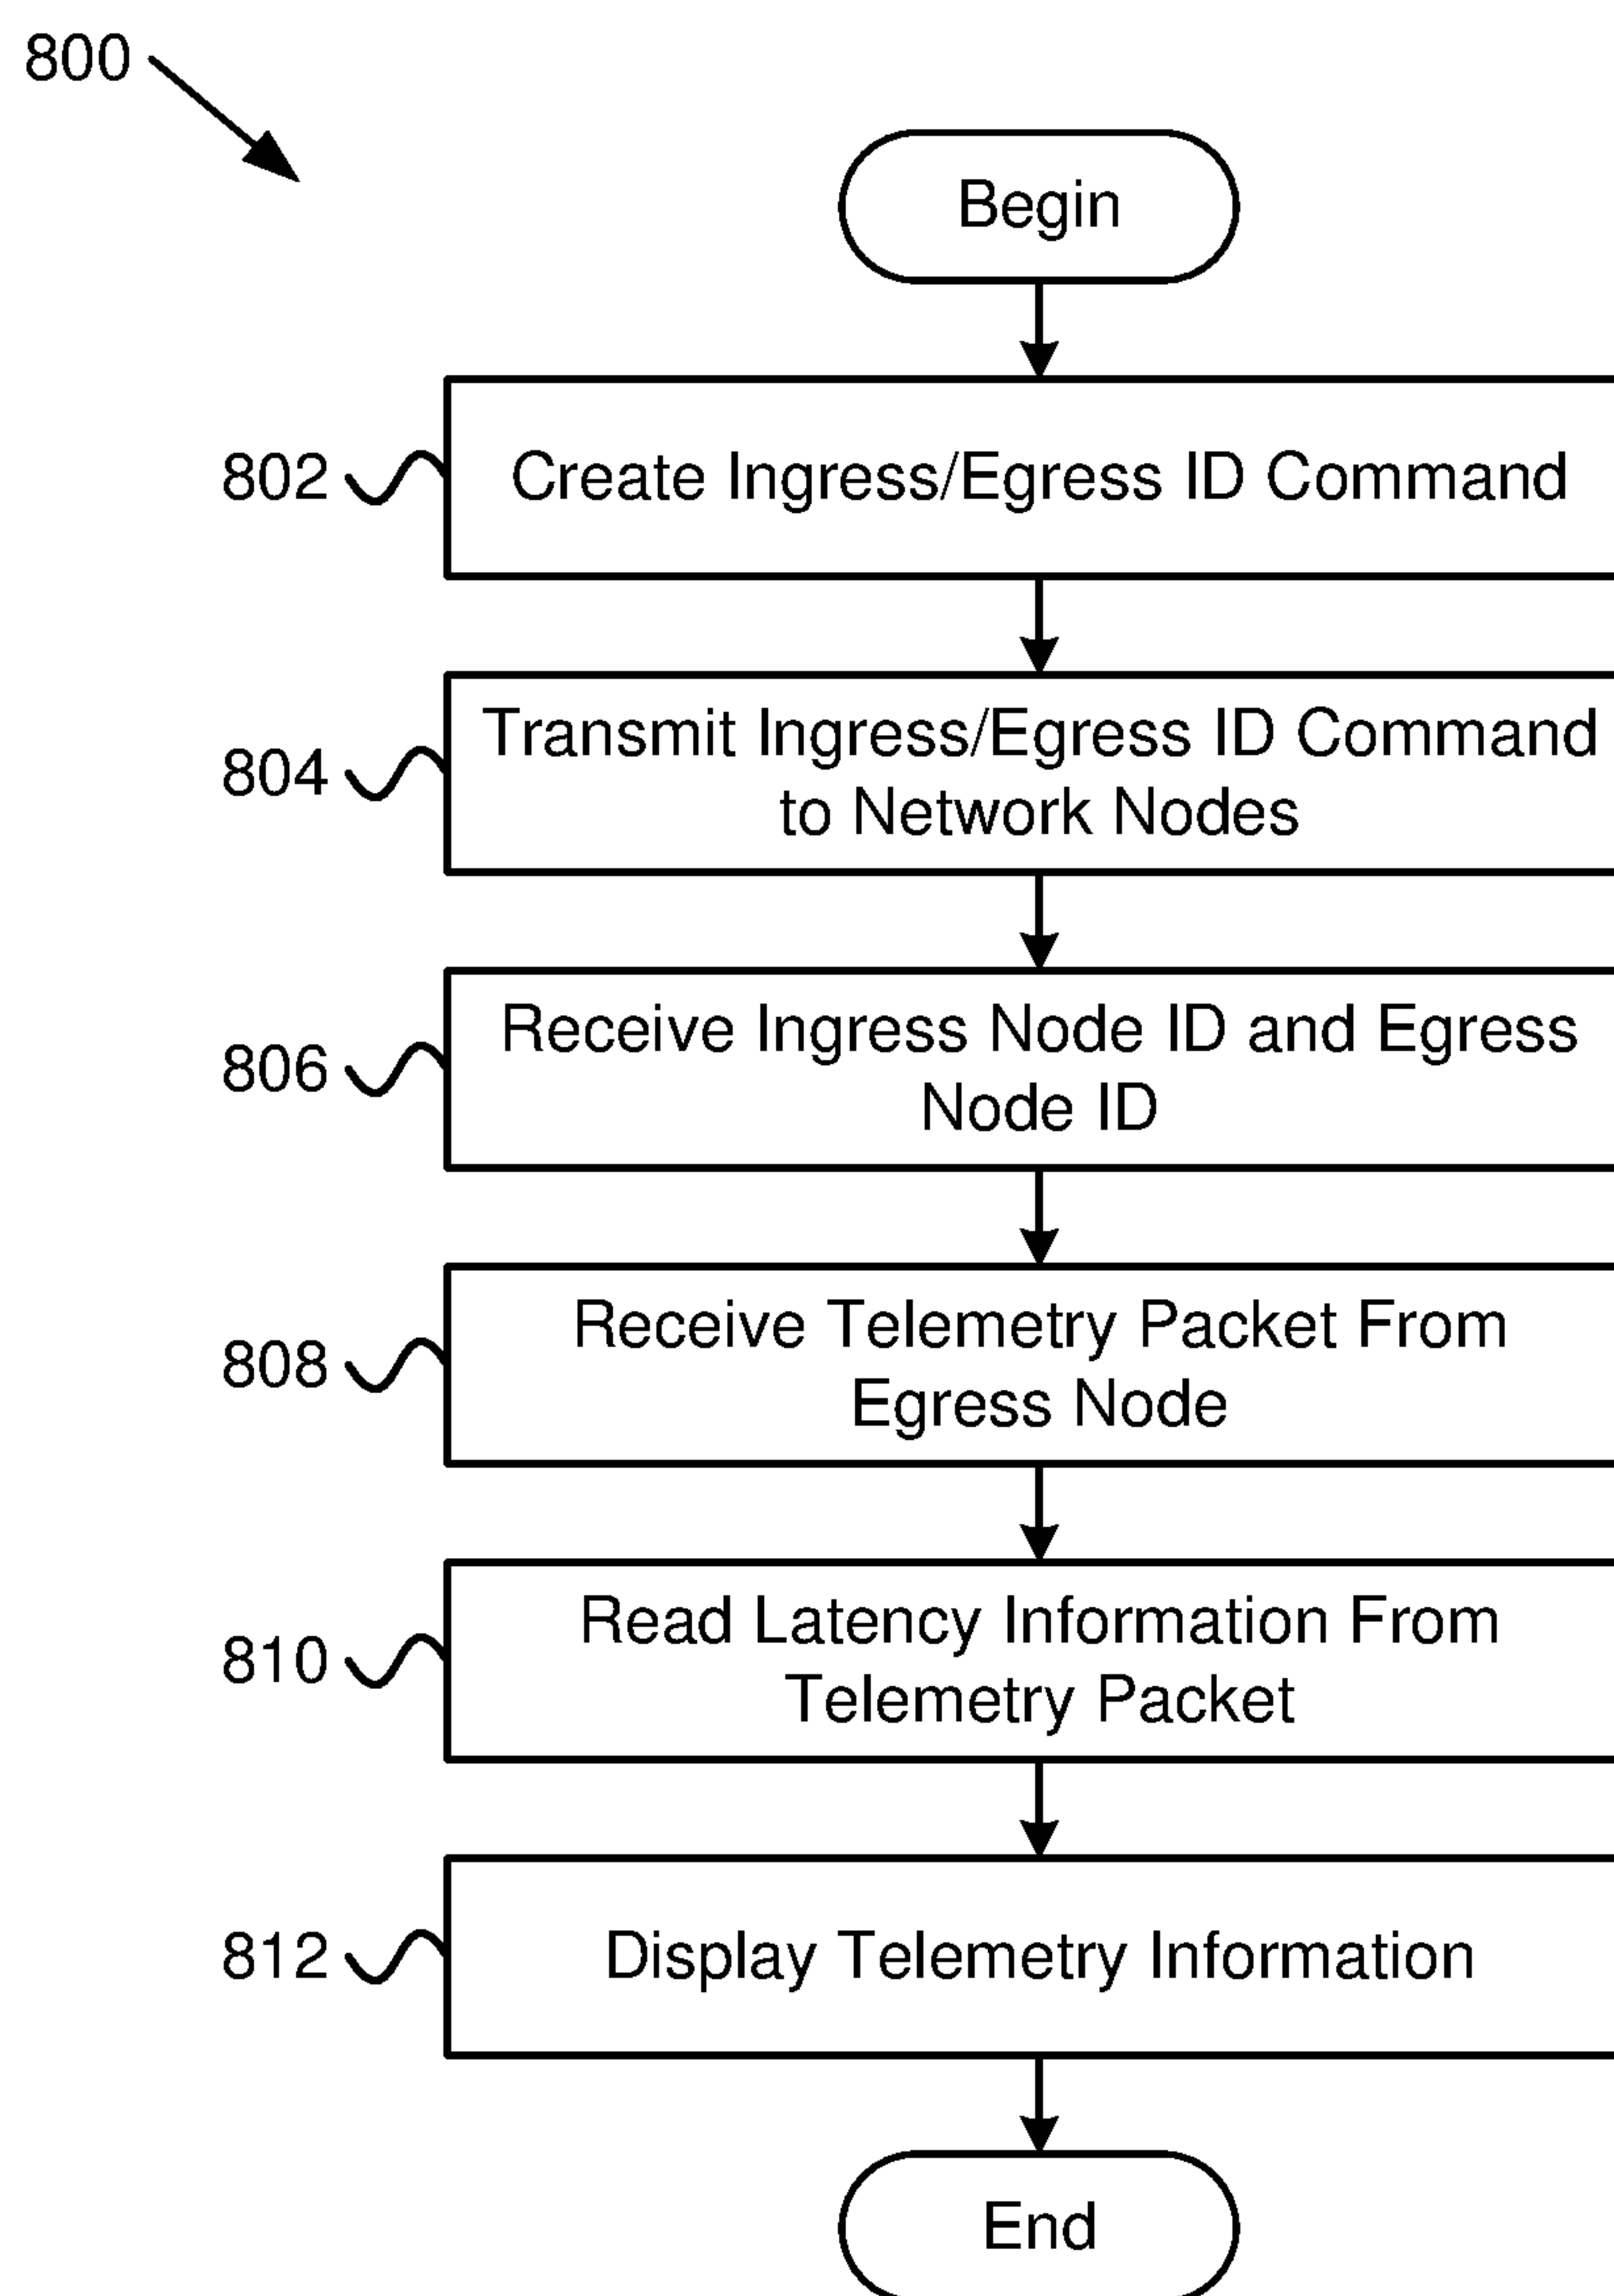 800
Begin
802
Create Ingress/Egress ID Command
804
Transmit Ingress/Egress ID Command
to Network Nodes
806
Receive Ingress Node ID and Egress
Node ID
808
Receive Telemetry Packet From
Egress Node
810
Read Latency Information From
Telemetry Packet
812
Display Telemetry Information
End